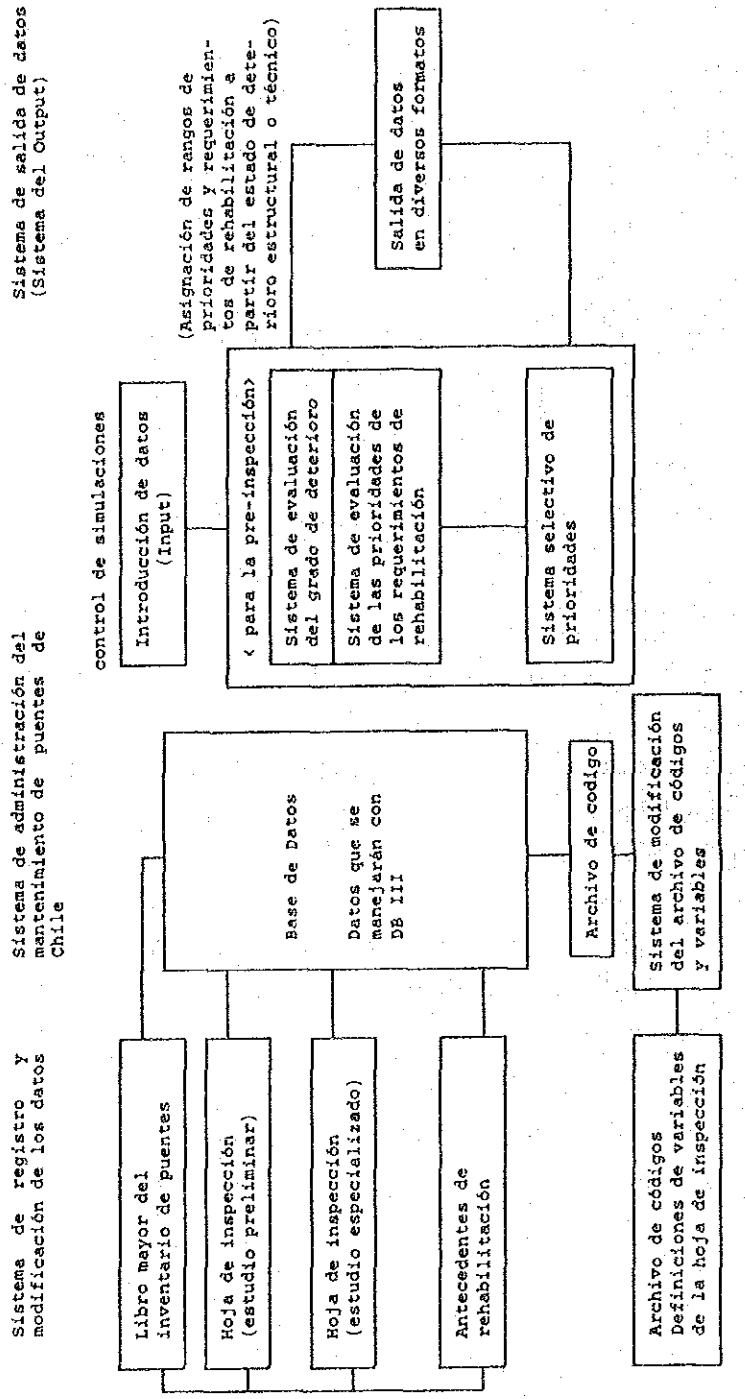 Sistema de registro y
modificación de los datos
Sistema de administración del
mantenimiento de puentes de
Chile
Sistema de salida de datos
(Sistema del Output)
Libro mayor del
inventario de puentes
Hoja de inspección
(estudio preliminar)
Hoja de inspección
(estudio especializado)
Antecedentes de
rehabilitación
Archivo de códigos
Definiciones de variables
de la hoja de inspección
Base de Datos
Datos que se
manejarán con
DB III
Archivo de codigo
Sistema de modificación
del archivo de códigos
y variables
control de simulaciones
Introducción de datos
(Input)
< para la pre-inspección>
Sistema de evaluación
del grado de deterioro
Sistema de evaluación
de las prioridades de
los requerimientos de
rehabilitación
Sistema selectivo de
prioridades
(Asignación de rangos de
prioridades y requerimien-
tos de rehabilitación a
partir del estado de dete-
rioro estructural o técnico)
Salida de datos
en diversos formatos